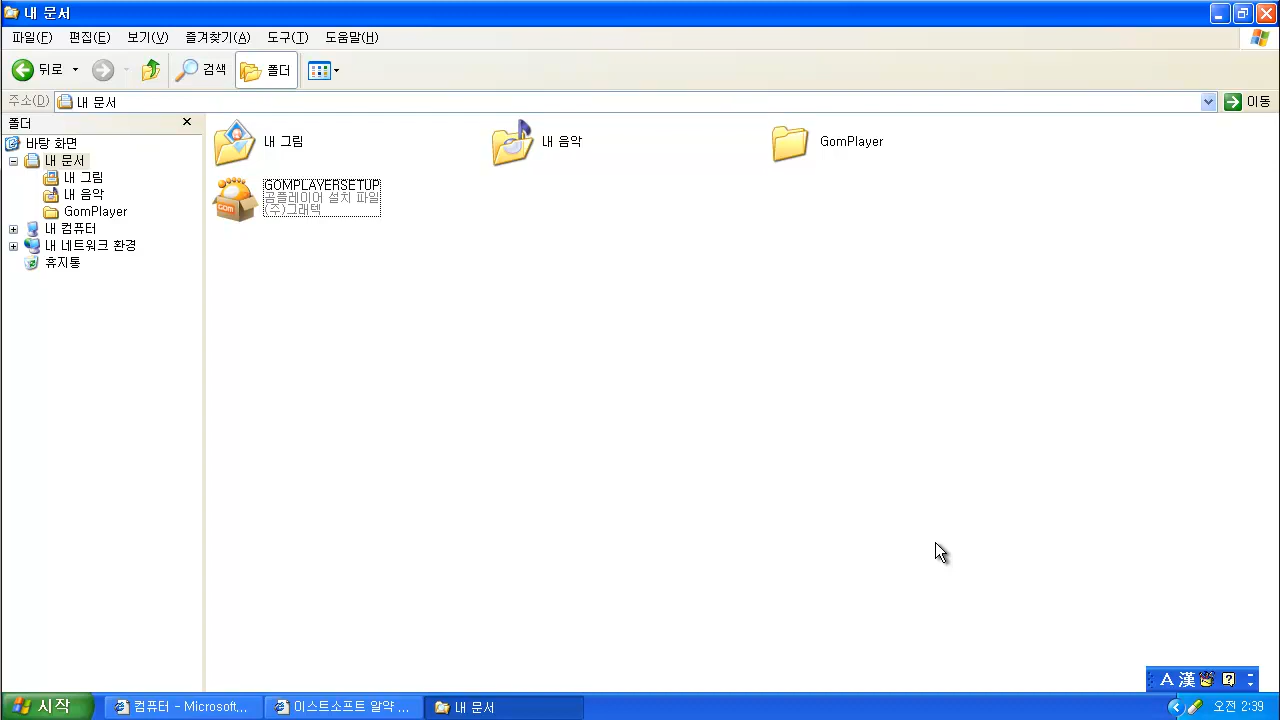 내 문서
파일(F) 편집(E) 보기(V) 즐겨찾기(A) 도구(T) 도움말(H)
뒤로 검색 폴더
주소(D) 내 문서 이동
폴더
바탕 화면
내 문서
내 그림
내 음악
GomPlayer
내 컴퓨터
내 네트워크 환경
휴지통
내 그림
내 음악
GomPlayer
GOM
GOMPLAYERSETUP
곰플레이어 설치 파일
(주)그래텍
A 漢
시작 컴퓨터 - Microsoft... 이스트소프트 알약 ... 내 문서 오전 2:39